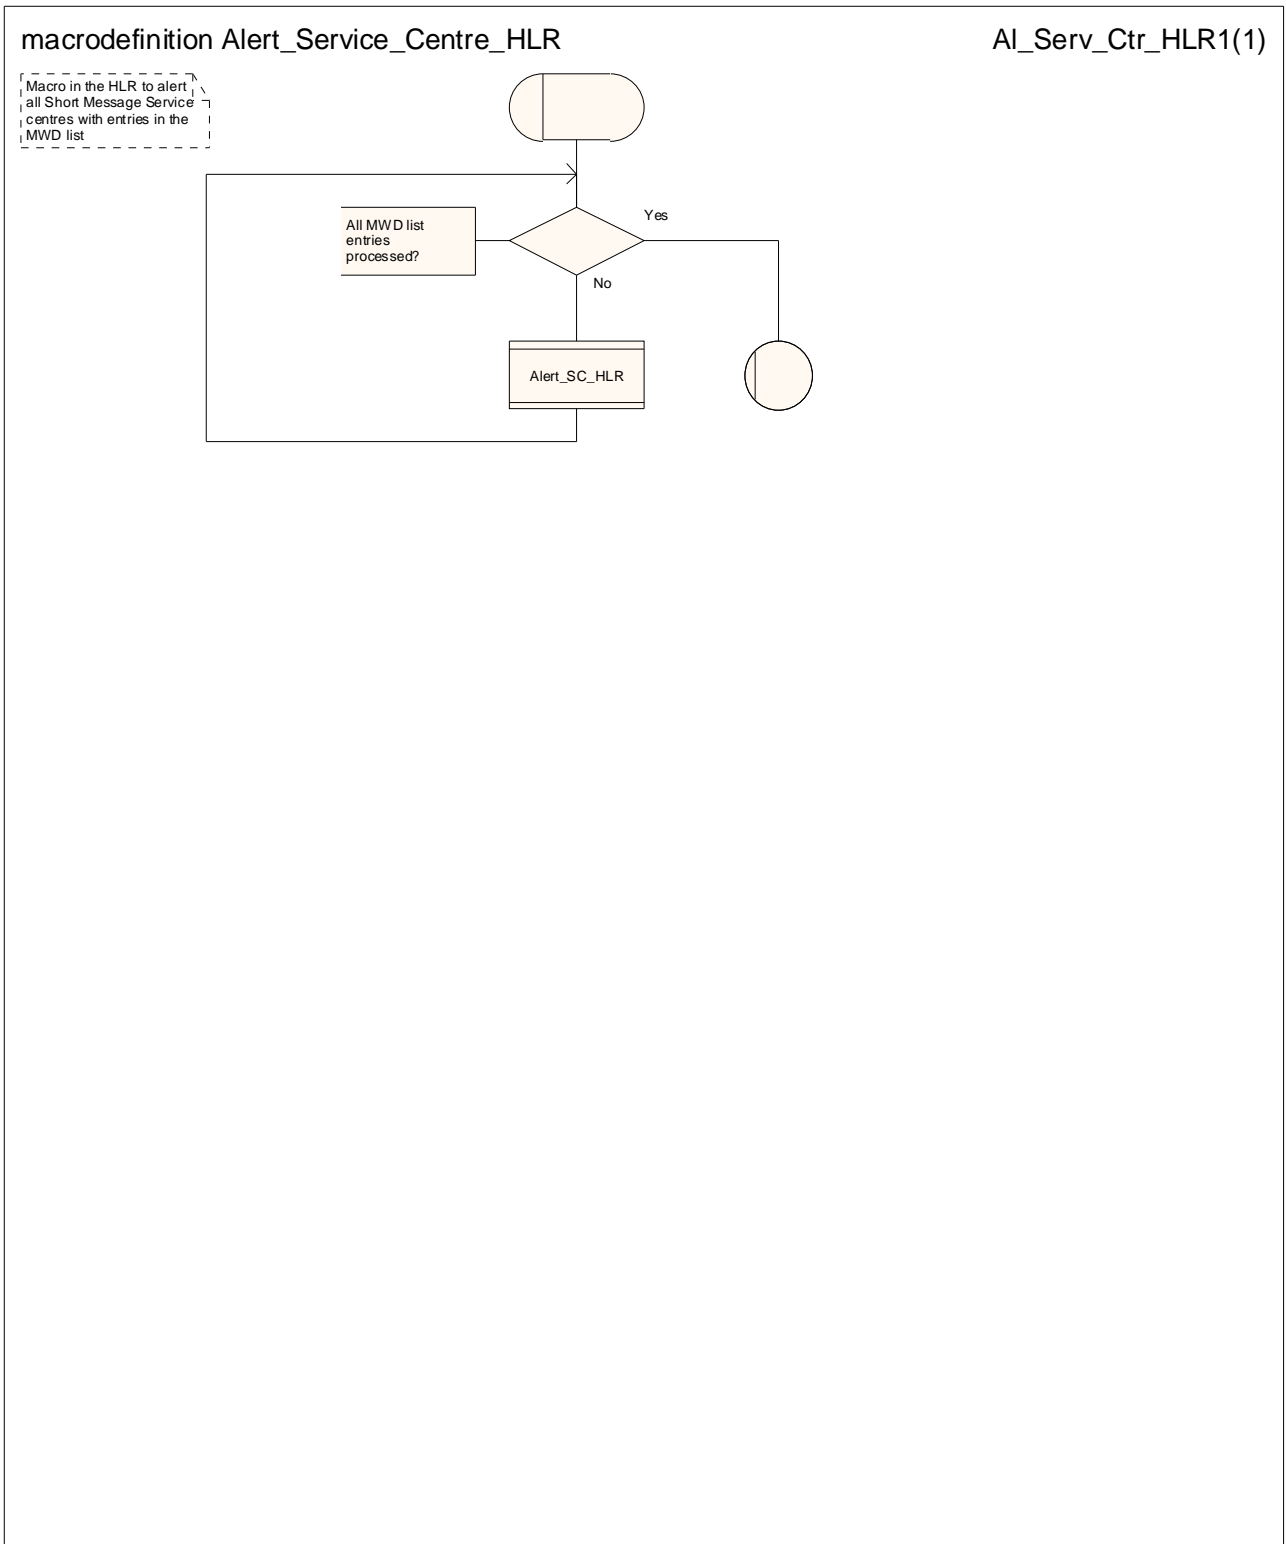 macrodefinition Alert_Service_Centre_HLR
Al_Serv_Ctr_HLR1(1)
Macro in the HLR to alert
all Short Message Service
centres with entries in the
MWD list
Yes
All MWD list
entries
processed?
No
Alert_SC_HLR